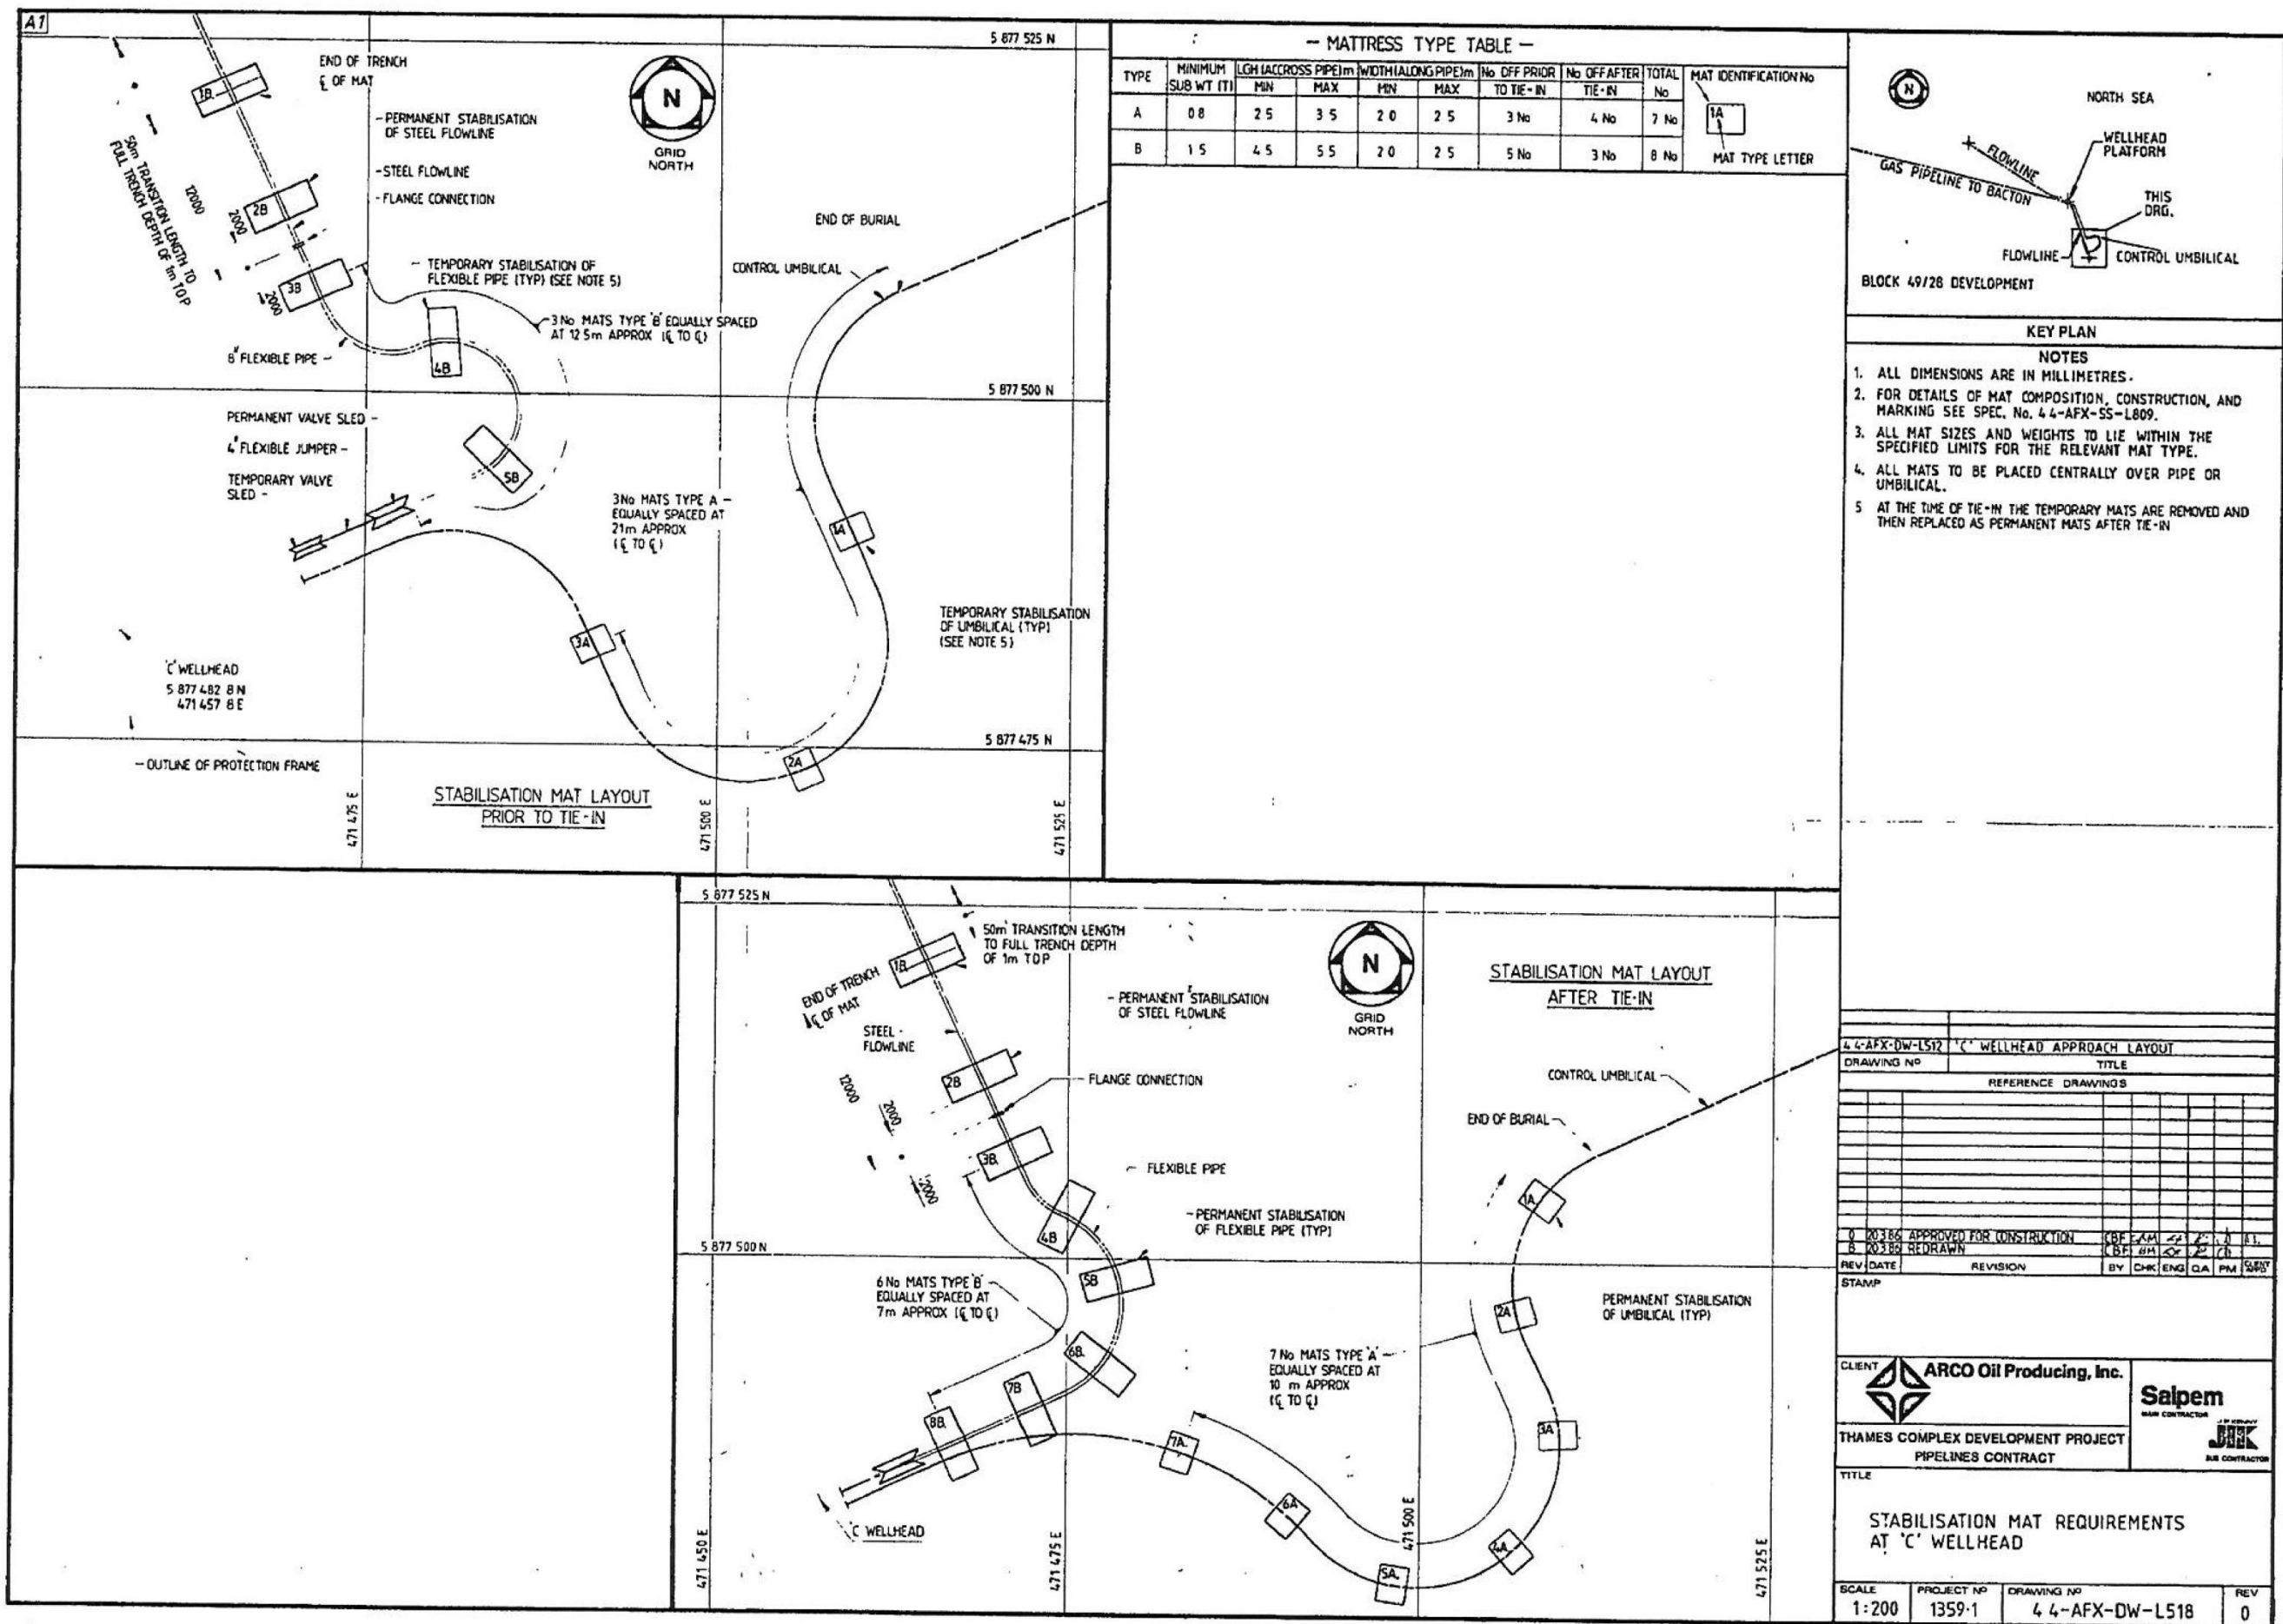 A1
5 877 525 N
END OF TRENCH
℄ OF MAT
1B
- PERMANENT STABILISATION
OF STEEL FLOWLINE
N
GRID
NORTH
50m TRANSITION LENGTH TO
FULL TRENCH DEPTH OF 1m T O P
12000
2000
2B
- STEEL FLOWLINE
- FLANGE CONNECTION
END OF BURIAL
3B
2000
- TEMPORARY STABILISATION OF
FLEXIBLE PIPE (TYP) (SEE NOTE 5)
CONTROL UMBILICAL
3 No MATS TYPE 'B' EQUALLY SPACED
AT 12 5m APPROX (℄ TO ℄)
FLEXIBLE PIPE -
4B
5 877 500 N
PERMANENT VALVE SLED -
4" FLEXIBLE JUMPER -
TEMPORARY VALVE
SLED -
5B
3No MATS TYPE A -
EQUALLY SPACED AT
21m APPROX
(℄ TO ℄)
1A
TEMPORARY STABILISATION
OF UMBILICAL (TYP)
(SEE NOTE 5)
3A
'C' WELLHEAD
5 877 482 8 N
471 457 8 E
5 877 475 N
2A
- OUTLINE OF PROTECTION FRAME
STABILISATION MAT LAYOUT
PRIOR TO TIE-IN
471 475 E
471 500 E
471 525 E
- MATTRESS TYPE TABLE -
TYPE MINIMUM SUB WT (T) LGH (ACCROSS PIPE)m WIDTH (ALONG PIPE)m No OFF PRIOR TO TIE-IN No OFF AFTER TIE-IN TOTAL No MAT IDENTIFICATION No
MIN MAX MIN MAX
A 0 8 2 5 3 5 2 0 2 5 3 No 4 No 7 No
B 1 5 4 5 5 5 2 0 2 5 5 No 3 No 8 No
1A
MAT TYPE LETTER
N
NORTH SEA
WELLHEAD
PLATFORM
FLOWLINE
GAS PIPELINE TO BACTON
THIS
DRG.
FLOWLINE
CONTROL UMBILICAL
BLOCK 49/28 DEVELOPMENT
KEY PLAN
NOTES
1. ALL DIMENSIONS ARE IN MILLIMETRES.
2. FOR DETAILS OF MAT COMPOSITION, CONSTRUCTION, AND
MARKING SEE SPEC. No. 4 4-AFX-SS-L809.
3. ALL MAT SIZES AND WEIGHTS TO LIE WITHIN THE
SPECIFIED LIMITS FOR THE RELEVANT MAT TYPE.
4. ALL MATS TO BE PLACED CENTRALLY OVER PIPE OR
UMBILICAL.
5 AT THE TIME OF TIE-IN THE TEMPORARY MATS ARE REMOVED AND
THEN REPLACED AS PERMANENT MATS AFTER TIE-IN
5 877 525 N
50m TRANSITION LENGTH
TO FULL TRENCH DEPTH
OF 1m T O P
1B
END OF TRENCH
℄ OF MAT
- PERMANENT STABILISATION
OF STEEL FLOWLINE
N
GRID
NORTH
STABILISATION MAT LAYOUT
AFTER TIE-IN
STEEL -
FLOWLINE
2B
12000
2000
FLANGE CONNECTION
CONTROL UMBILICAL
END OF BURIAL
3B
2000
- FLEXIBLE PIPE
1A
- PERMANENT STABILISATION
OF FLEXIBLE PIPE (TYP)
4B
5 877 500 N
5B
6 No MATS TYPE 'B'
EQUALLY SPACED AT
7m APPROX (℄ TO ℄)
2A
PERMANENT STABILISATION
OF UMBILICAL (TYP)
6B
7 No MATS TYPE 'A'
EQUALLY SPACED AT
10 m APPROX
(℄ TO ℄)
7B
8B
7A
3A
6A
4A
5A
'C WELLHEAD
471 450 E
471 475 E
471 500 E
471 525 E
4 4-AFX-DW-L512 'C' WELLHEAD APPROACH LAYOUT
DRAWING Nº TITLE
REFERENCE DRAWINGS
0 20386 APPROVED FOR CONSTRUCTION CBF
B 20386 REDRAWN CBF
REV DATE REVISION BY CHK ENG QA PM CLIENT
STAMP
CLIENT
ARCO Oil Producing, Inc.
Saipem
MAIN CONTRACTOR
THAMES COMPLEX DEVELOPMENT PROJECT
PIPELINES CONTRACT
J P KENNY
JPK
SUB CONTRACTOR
TITLE
STABILISATION MAT REQUIREMENTS
AT 'C' WELLHEAD
SCALE PROJECT Nº DRAWING Nº REV
1:200 1359·1 4 4-AFX-DW-L518 0